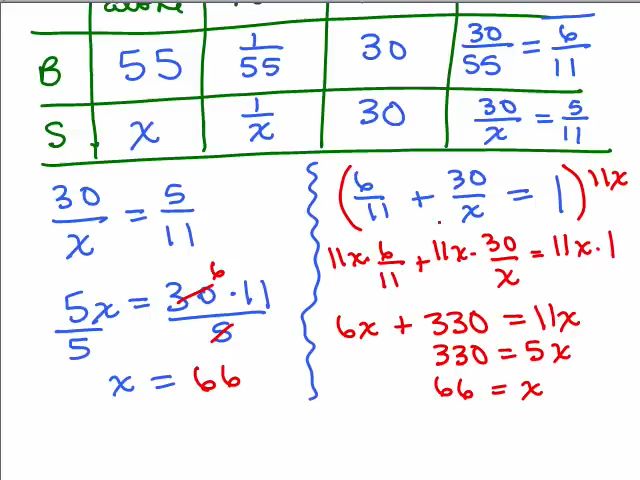 alone
B 55 1/55 30 30/55 = 6/11
S x 1/x 30 30/x = 5/11
30/x = 5/11
5x/5 = 30·11/5 6
x = 66
(6/11 + 30/x = 1)11x
11x·6/11 + 11x·30/x = 11x·1
6x + 330 = 11x
330 = 5x
66 = x